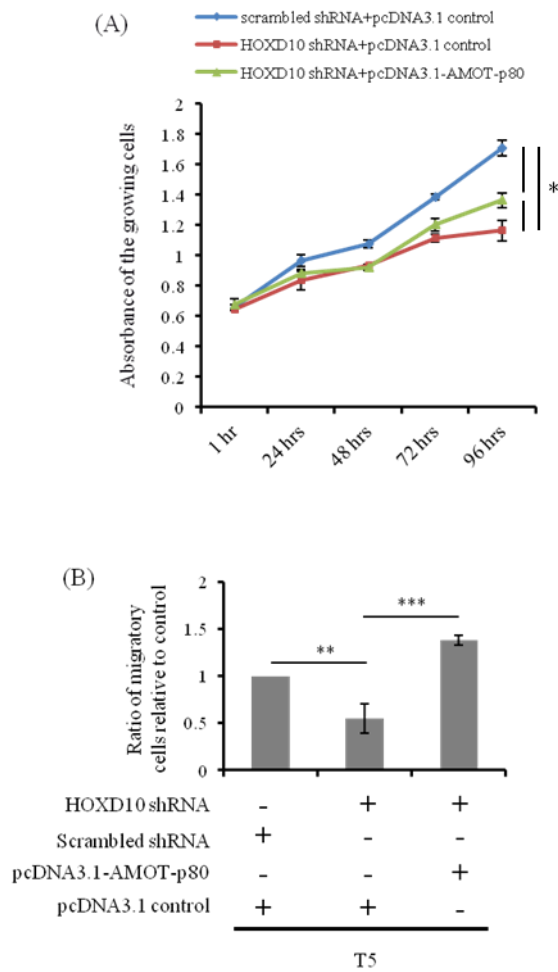 (A)
scrambled shRNA+pcDNA3.1 control
HOXD10 shRNA+pcDNA3.1 control
HOXD10 shRNA+pcDNA3.1-AMOT-p80
Absorbance of the growing cells
2
1.8
1.6
1.4
1.2
1
0.8
0.6
0.4
0.2
0
*
1 hr
24 hrs
48 hrs
72 hrs
96 hrs
(B)
Ratio of migratory
cells relative to control
2
1.5
1
0.5
0
**
***
HOXD10 shRNA - + +
Scrambled shRNA + - -
pcDNA3.1-AMOT-p80 - - +
pcDNA3.1 control + + -
T5